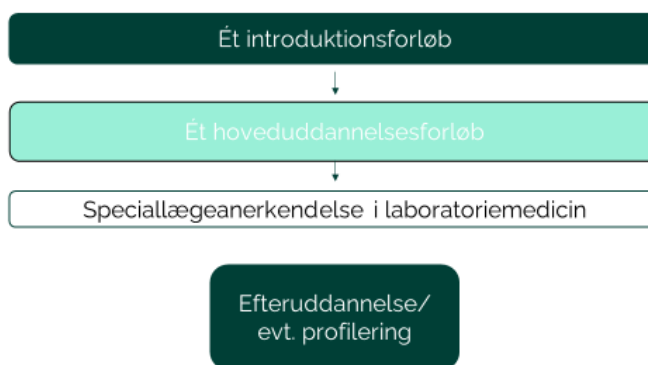 Ét introduktionsforløb
Ét hoveduddannelsesforløb
Speciallægeanerkendelse i laboratoriemedicin
Efteruddannelse/
evt. profilering